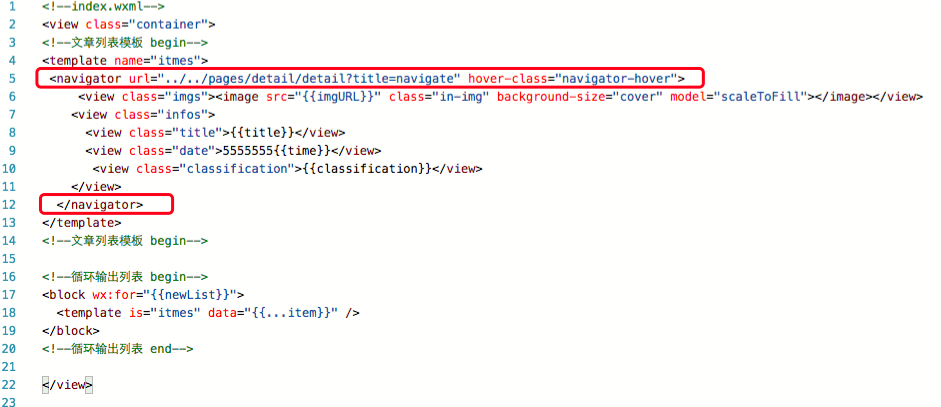 1 <!--index.wxml-->
2 <view class="container">
3 <!--文章列表模板 begin-->
4 <template name="itmes">
5 <navigator url="../../pages/detail/detail?title=navigate" hover-class="navigator-hover">
6 <view class="imgs"><image src="{{imgURL}}" class="in-img" background-size="cover" model="scaleToFill"></image></view>
7 <view class="infos">
8 <view class="title">{{title}}</view>
9 <view class="date">5555555{{time}}</view>
10 <view class="classification">{{classification}}</view>
11 </view>
12 </navigator>
13 </template>
14 <!--文章列表模板 begin-->
15
16 <!--循环输出列表 begin-->
17 <block wx:for="{{newList}}">
18 <template is="itmes" data="{{...item}}" />
19 </block>
20 <!--循环输出列表 end-->
21
22 </view>
23